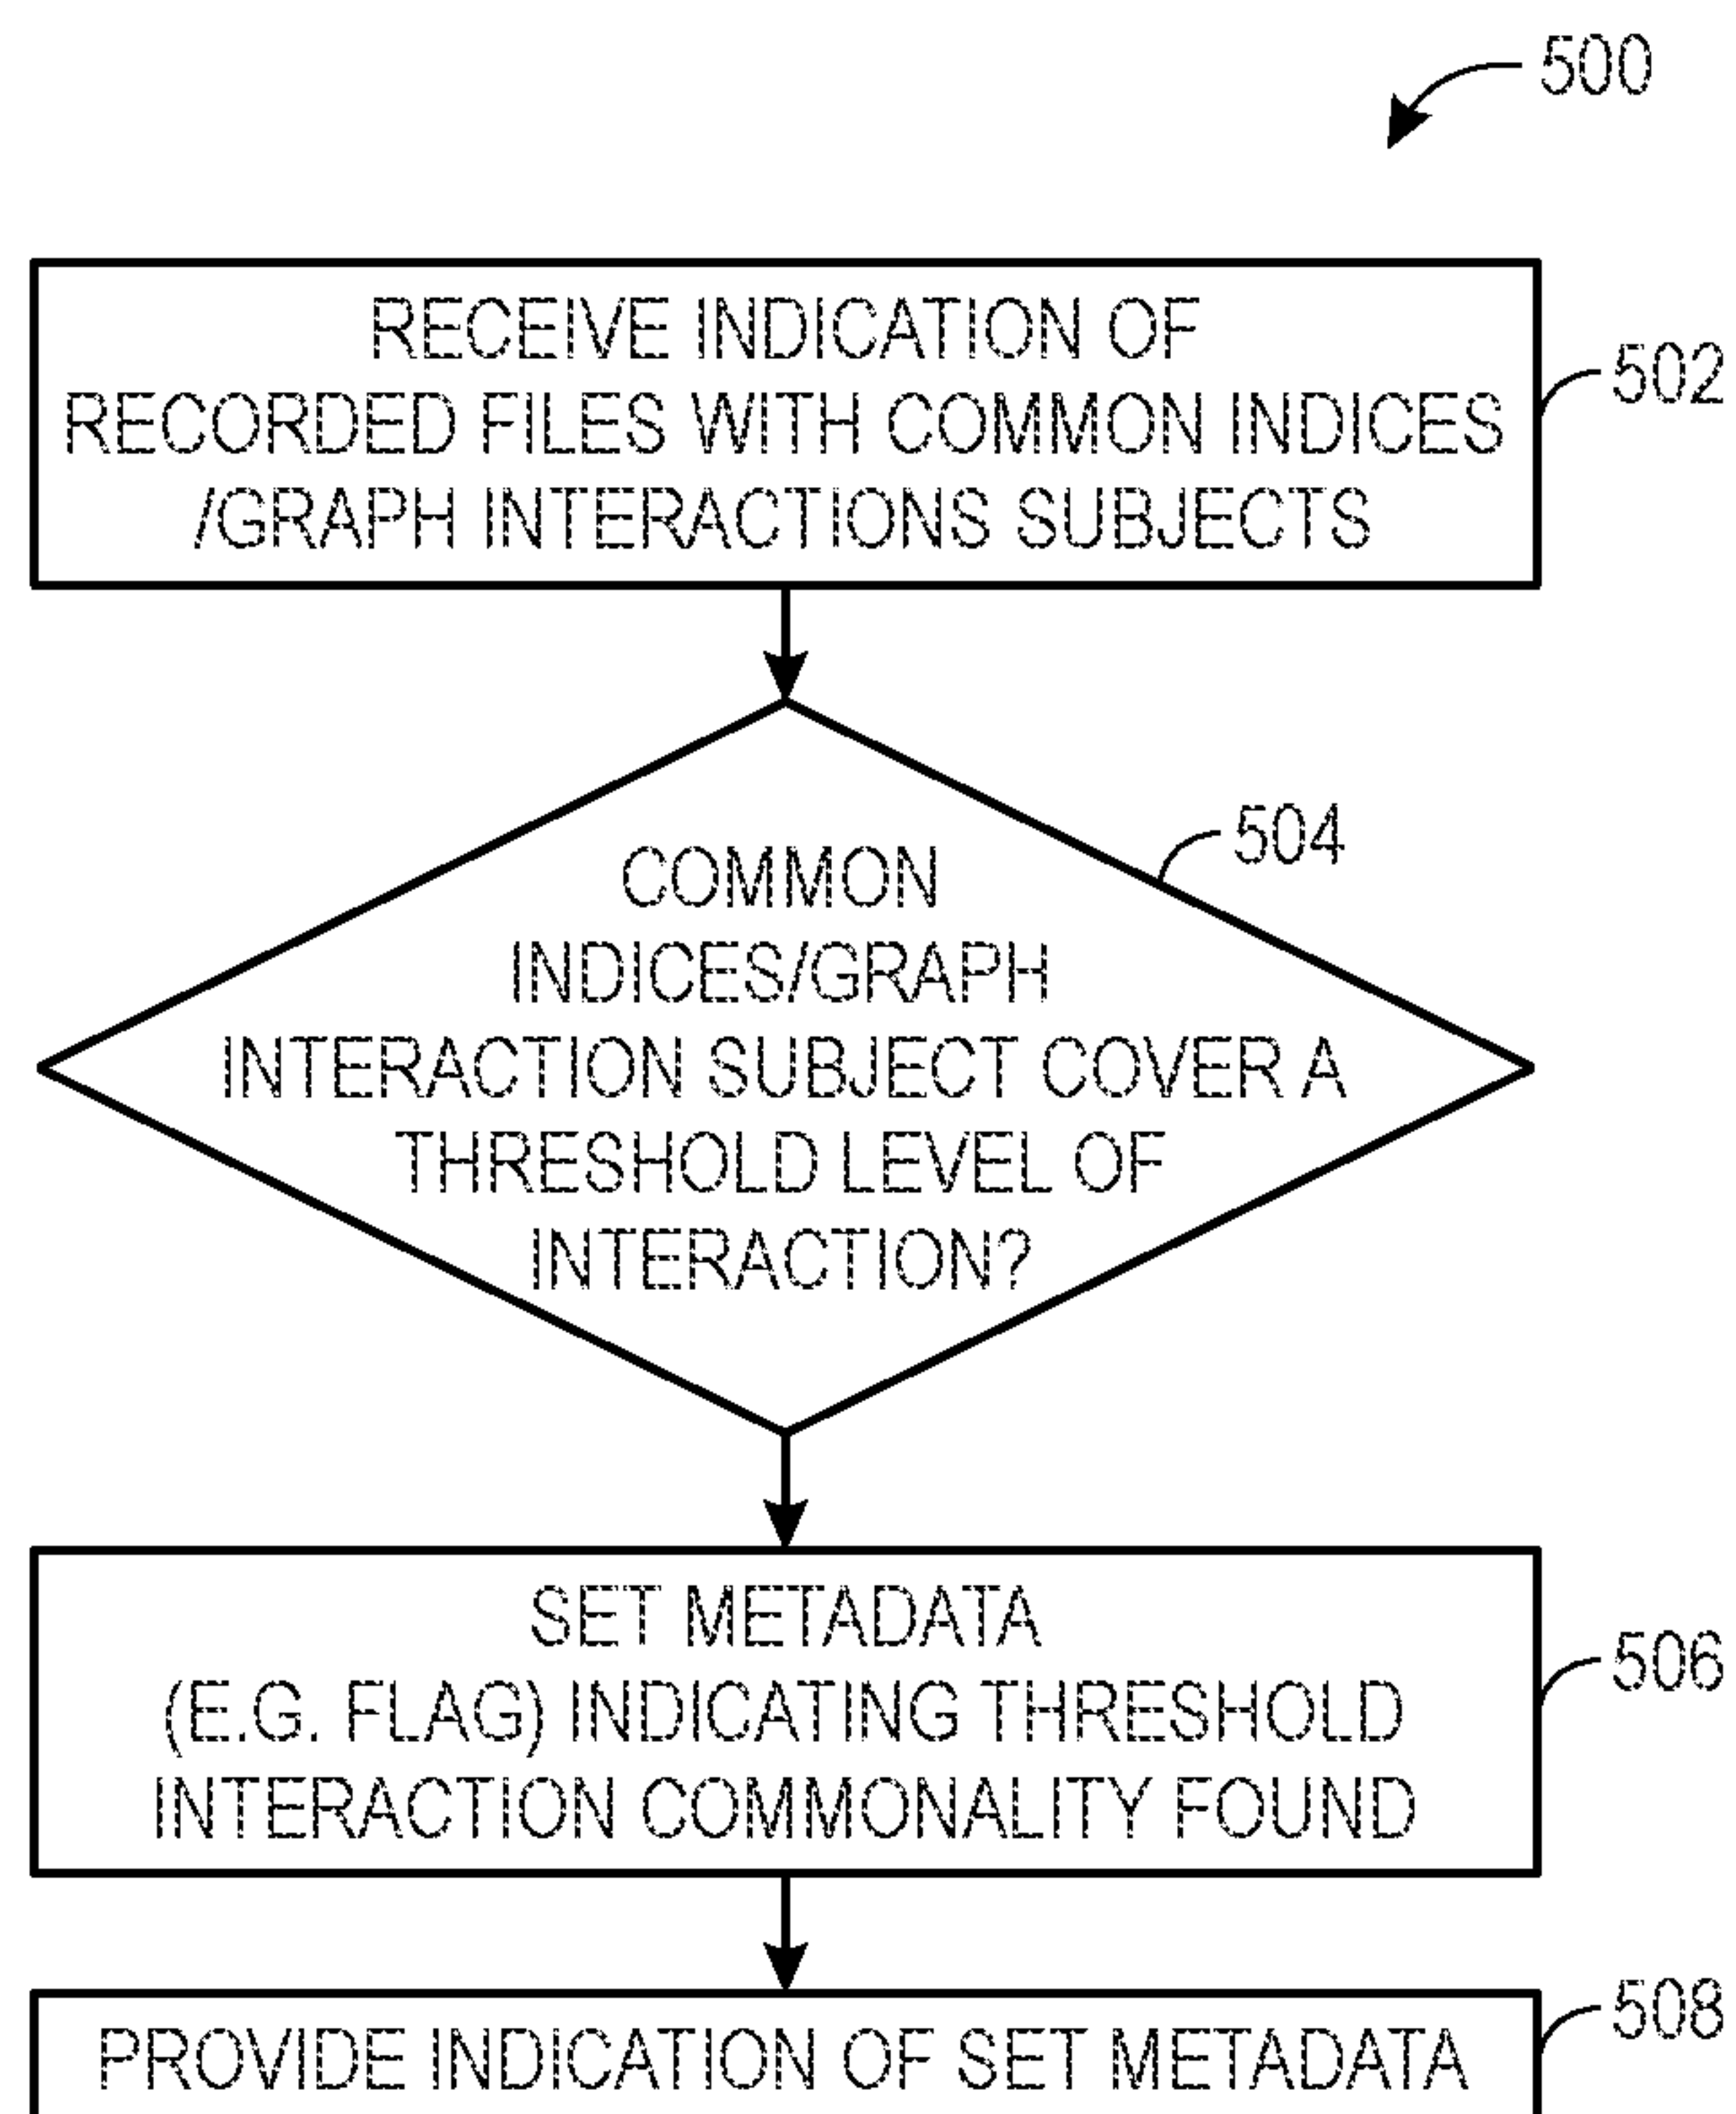 500
RECEIVE INDICATION OF
RECORDED FILES WITH COMMON INDICES
/GRAPH INTERACTIONS SUBJECTS
502
504
COMMON
INDICES/GRAPH
INTERACTION SUBJECT COVER A
THRESHOLD LEVEL OF
INTERACTION?
SET METADATA
(E.G. FLAG) INDICATING THRESHOLD
INTERACTION COMMONALITY FOUND
506
PROVIDE INDICATION OF SET METADATA
508